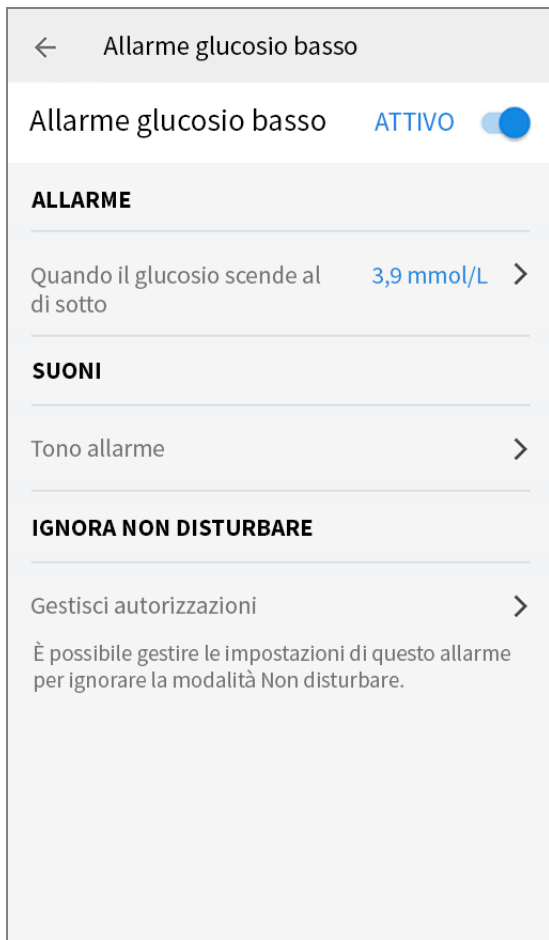 Allarme glucosio basso
Allarme glucosio basso ATTIVO
ALLARME
Quando il glucosio scende al 3,9 mmol/L
di sotto
SUONI
Tono allarme
IGNORA NON DISTURBARE
Gestisci autorizzazioni
È possibile gestire le impostazioni di questo allarme
per ignorare la modalità Non disturbare.